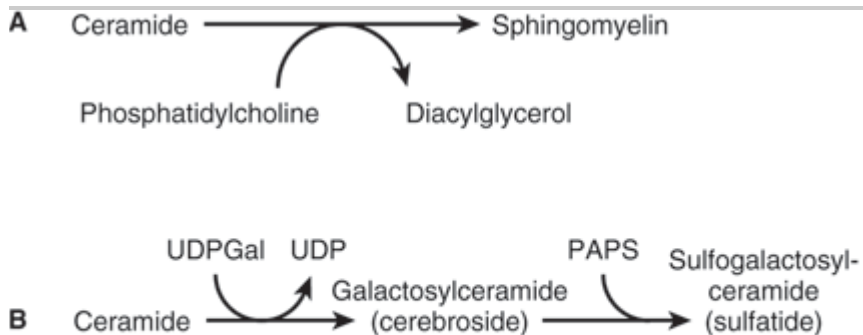 A Ceramide Sphingomyelin
Phosphatidylcholine Diacylglycerol
UDPGal UDP PAPS Sulfogalactosyl-
Galactosylceramide ceramide
B Ceramide (cerebroside) (sulfatide)